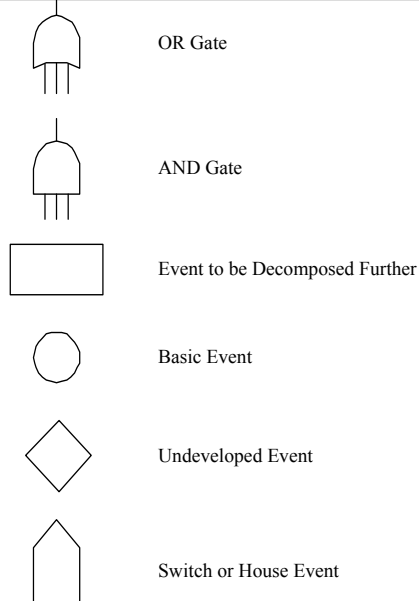 OR Gate
AND Gate
Event to be Decomposed Further
Basic Event
Undeveloped Event
Switch or House Event